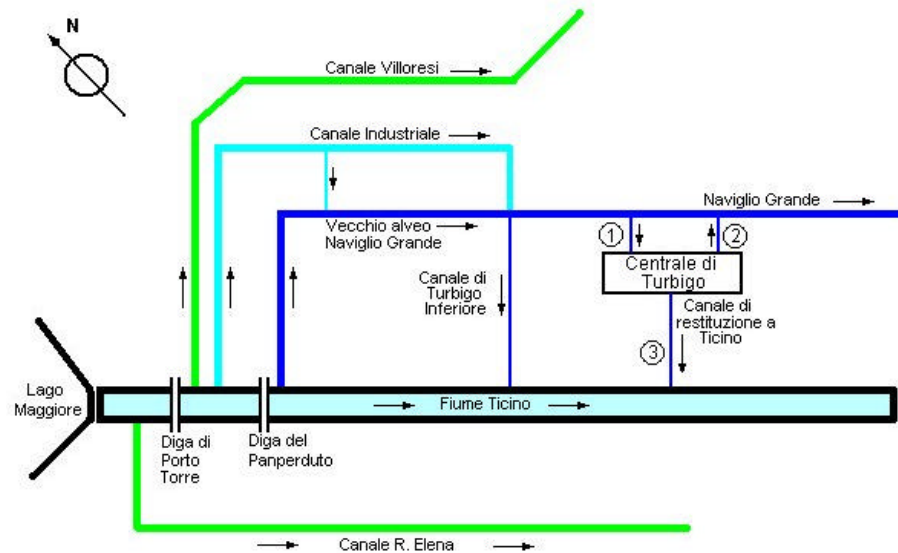 N
Canale Villoresi
Canale Industriale
Naviglio Grande
Vecchio alveo
Naviglio Grande
1
2
Centrale di
Turbigo
Canale di
Turbigo
Inferiore
Canale di
restituzione a
Ticino
3
Lago
Maggiore
Fiume Ticino
Diga di
Porto
Torre
Diga del
Panperduto
Canale R. Elena